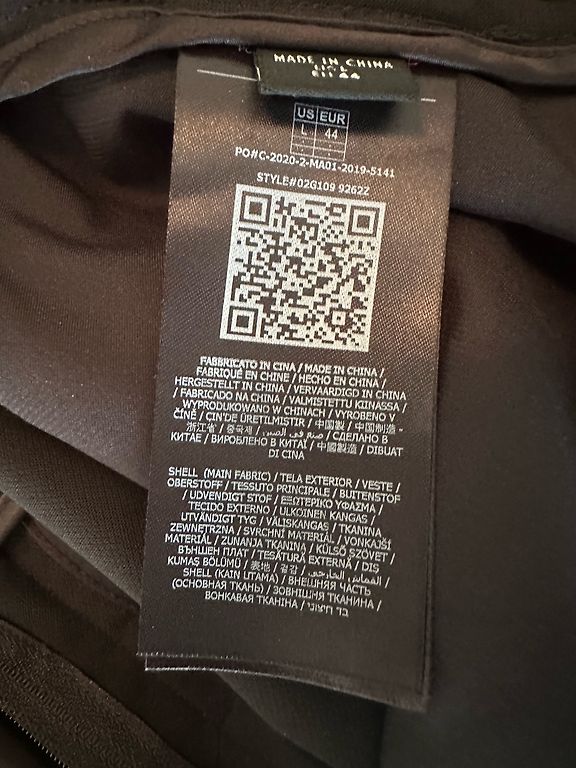 MADE IN CHINA
US EUR
L 44
PO#C-2020-2-MA01-2019-5141
STYLE#02G109 9262Z
FABBRICATO IN CINA / MADE IN CHINA /
FABRIQUÉ EN CHINE / HECHO EN CHINA /
HERGESTELLT IN CHINA / VERVAARDIGD IN CHINA
/ FABRICADO NA CHINA / VALMISTETTU KIINASSA /
WYPRODUKOWANO W CHINACH / VYROBENO V
ČÍNĚ / ÇİN'DE ÜRETİLMİŞTİR / 中國製 / 中国制造 -
浙江省 / 중국제 / صنع في الصين / СДЕЛАНО В
КИТАЕ / ВИРОБЛЕНО В КИТАЇ / 中国製 / DIBUAT
DI CINA
SHELL (MAIN FABRIC) / TELA EXTERIOR / VESTE /
OBERSTOFF / TESSUTO PRINCIPALE / BUITENSTOF
/ UDVENDIGT STOF / ΕΞΩΤΕΡΙΚΟ ΥΦΑΣΜΑ /
TECIDO EXTERNO / ULKOINEN KANGAS /
UTVÄNDIGT TYG / VÄLISKANGAS / TKANINA
ZEWNĘTRZNA / SVRCHNÍ MATERIÁL / VONKAJŠÍ
MATERIÁL / ZUNANJA TKANINA / KÜLSŐ SZÖVET /
ВЪНШЕН ПЛАТ / ȚESĂTURĂ EXTERNĂ / DIŞ
KUMAŞ BÖLÜMÜ / 表地 / 겉감 / القماش الخارجي /
SHELL (KAIN UTAMA) / ВНЕШНЯЯ ЧАСТЬ
(ОСНОВНАЯ ТКАНЬ) / ЗОВНІШНЯ ТКАНИНА /
ВОНКАВАЯ ТКАНІНА / בד חיצוני